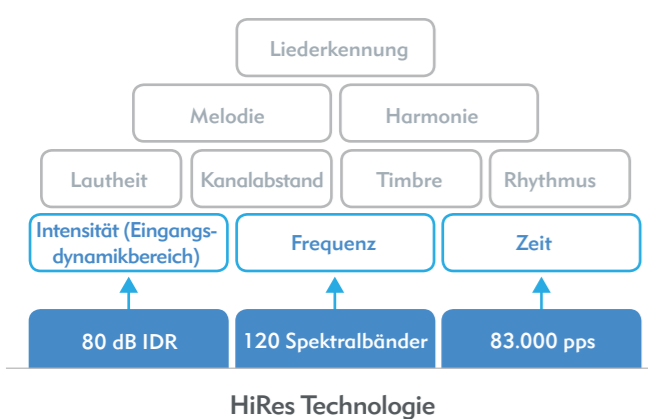 Liederkennung
Melodie
Harmonie
Lautheit
Kanalabstand
Timbre
Rhythmus
Intensität (Eingangs-
dynamikbereich)
Frequenz
Zeit
80 dB IDR
120 Spektralbänder
83.000 pps
HiRes Technologie